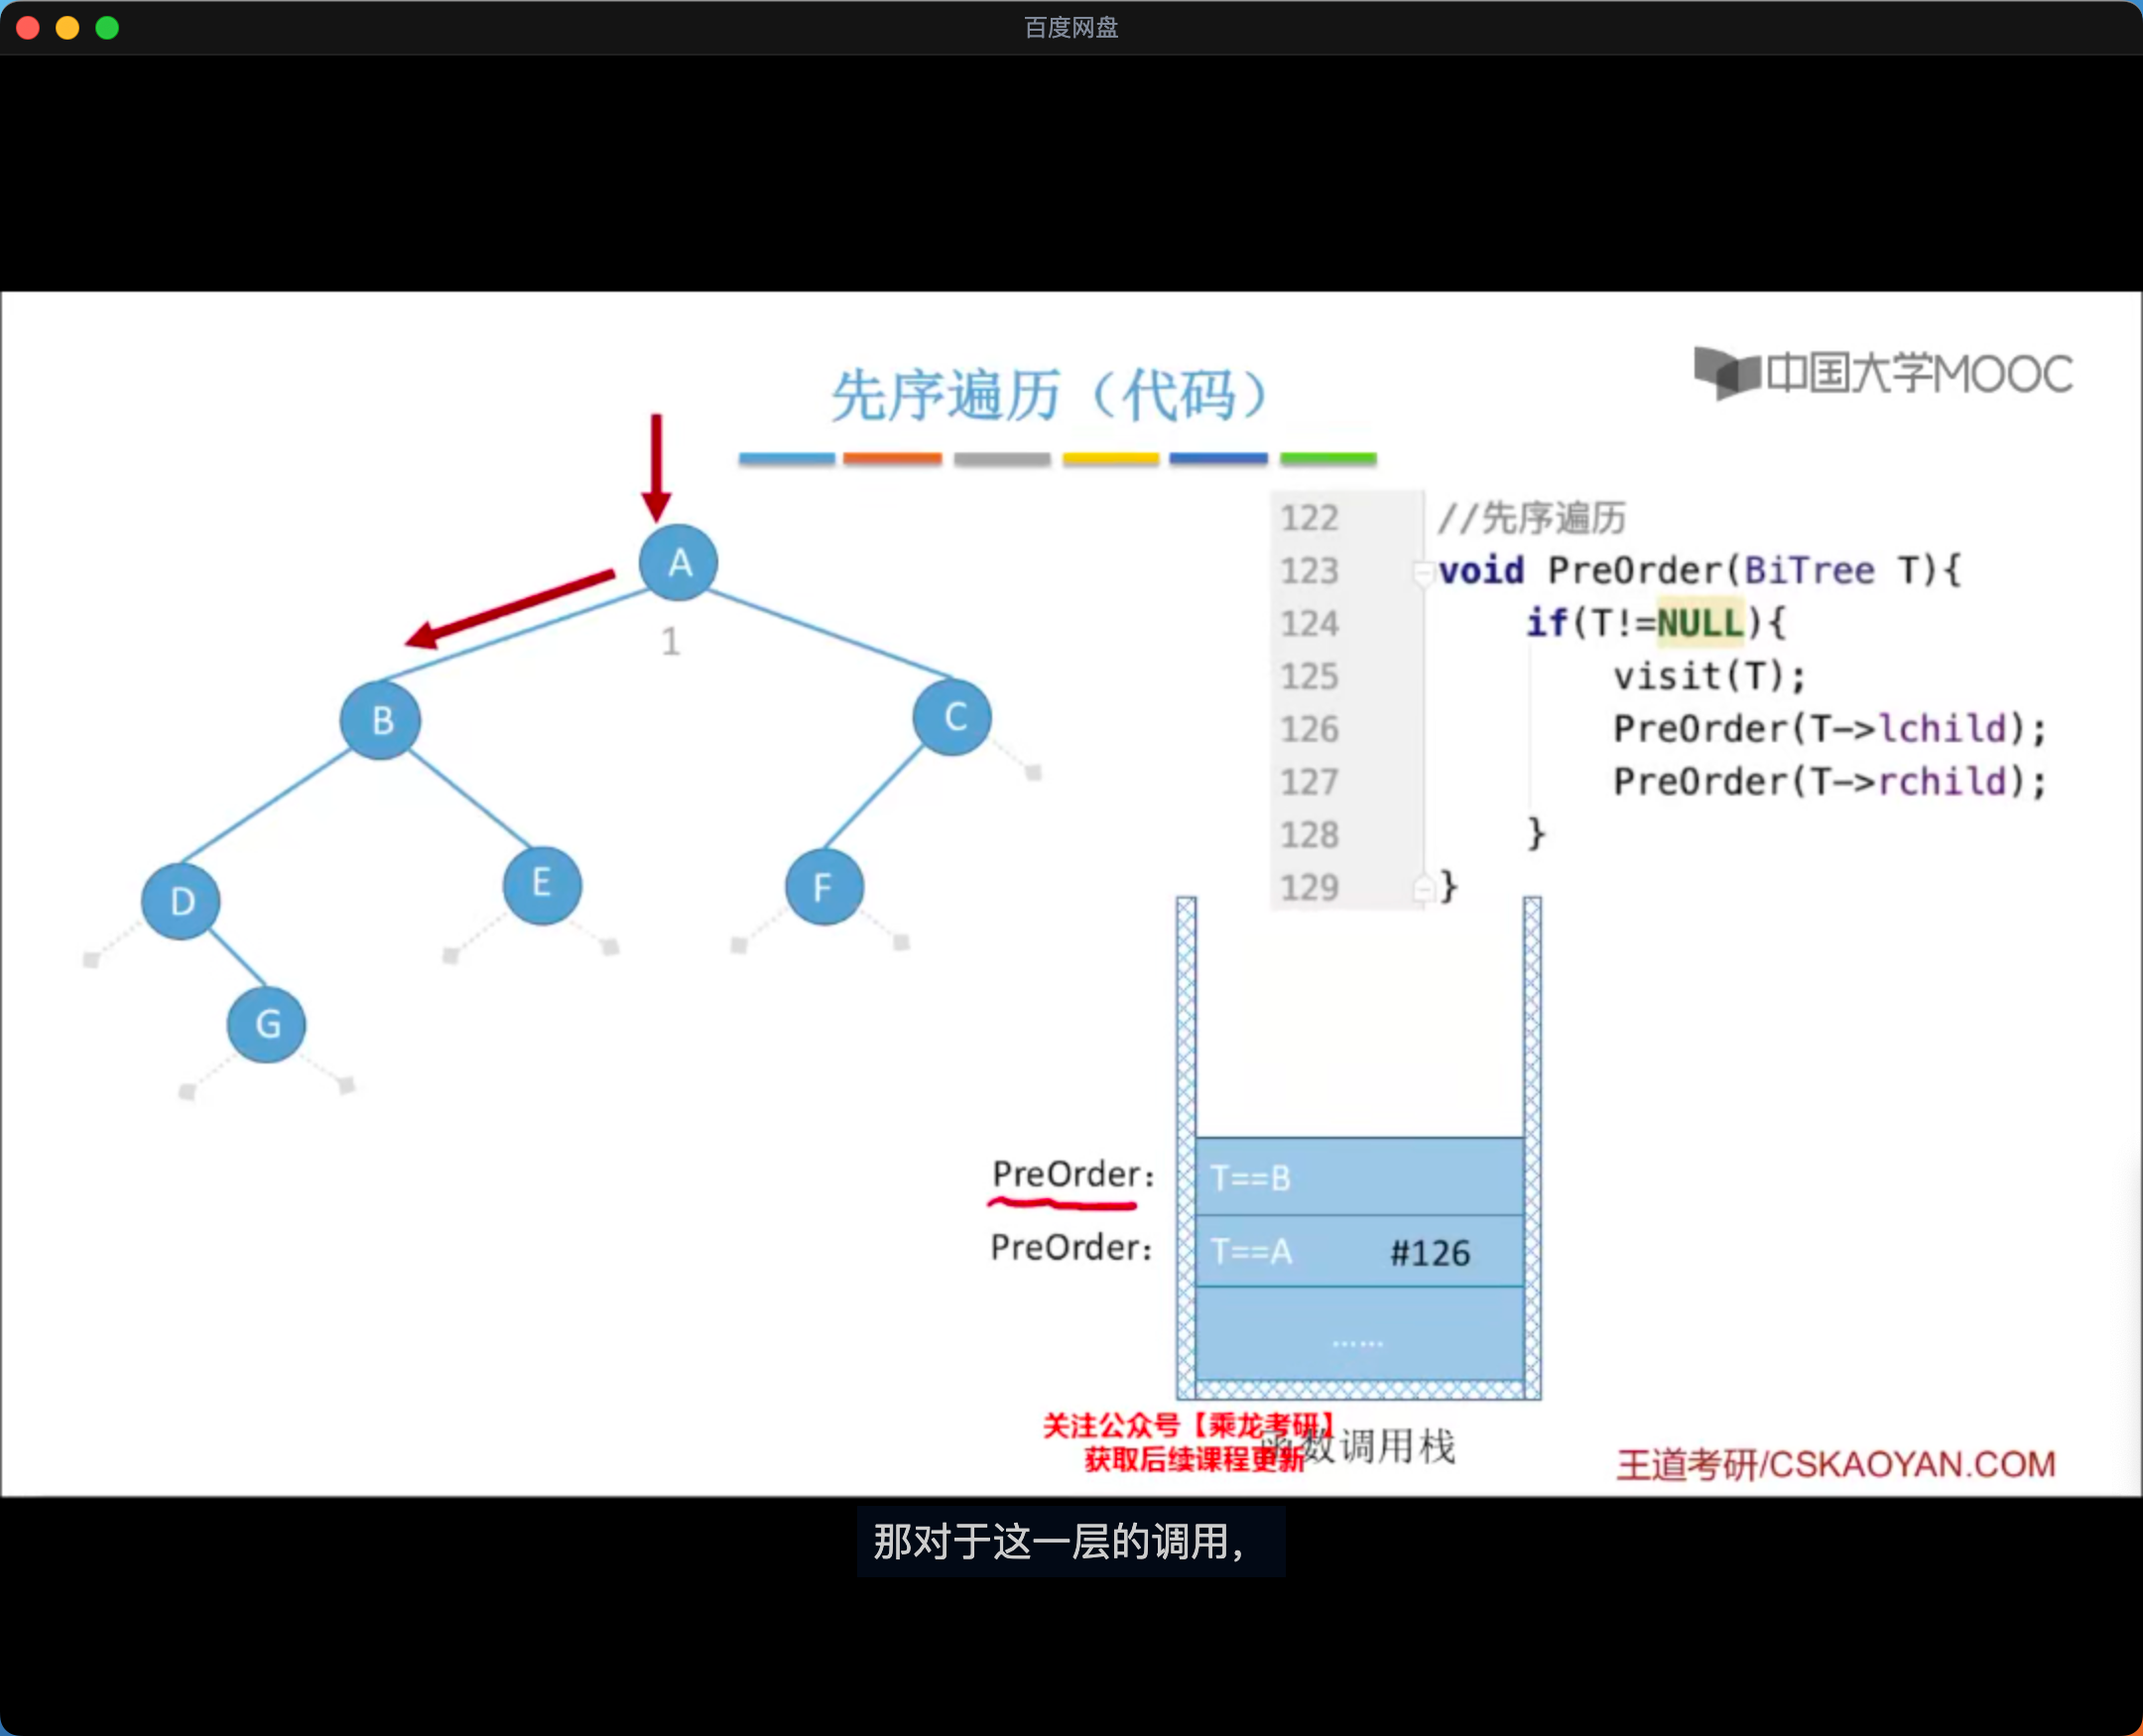 百度网盘
中国大学MOOC
先序遍历（代码）
A
1
B
C
D
E
F
G
122 //先序遍历
123 void PreOrder(BiTree T){
124 if(T!=NULL){
125 visit(T);
126 PreOrder(T->lchild);
127 PreOrder(T->rchild);
128 }
129 }
PreOrder: T==B
PreOrder: T==A #126
......
函数调用栈
关注公众号【乘龙考研】
获取后续课程更新
王道考研/CSKAOYAN.COM
那对于这一层的调用，